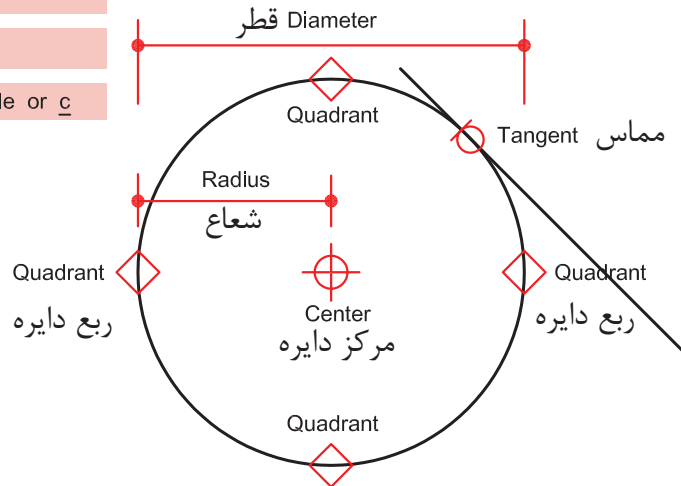 قطر Diameter
le or c
Quadrant
Tangent مماس
Radius
شعاع
Quadrant
Quadrant
ربع دایره
ربع دایره
Center
مرکز دایره
Quadrant